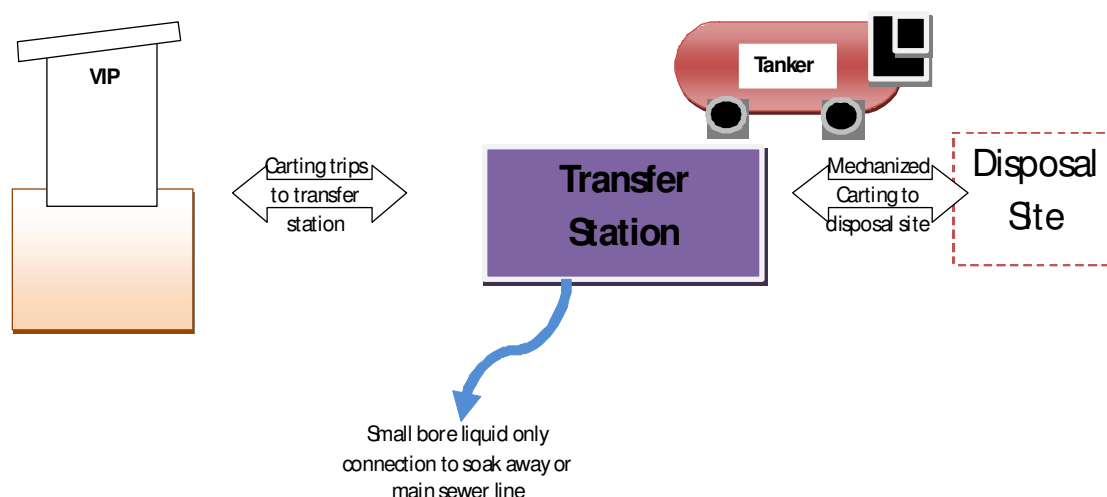 VIP
Tanker
Carting trips
to transfer
station
Transfer
Station
Mechanized
Carting to
disposal site
Disposal
Site
Small bore liquid only
connection to soak away or
main sewer line